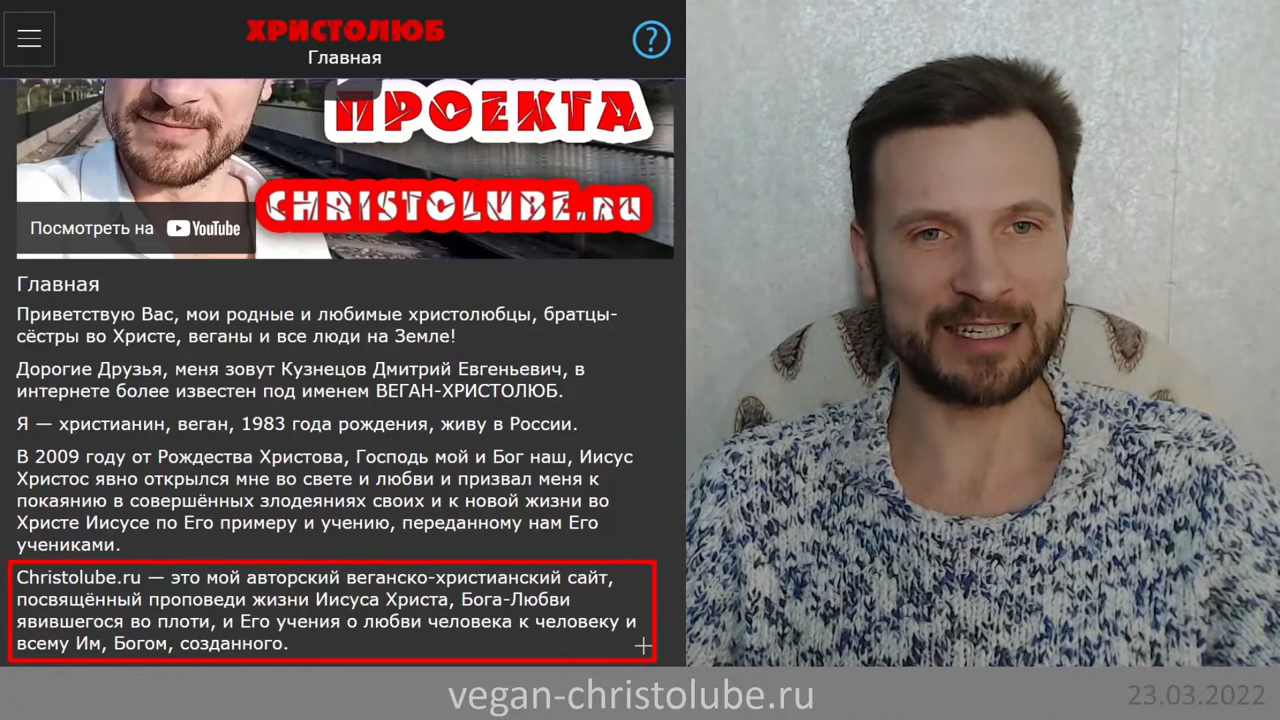 ХРИСТОЛЮБ
Главная
?
ПРОЕКТА
CHRISTOLUBE.ru
Посмотреть на YouTube
Главная
Приветствую Вас, мои родные и любимые христолюбцы, братцы-
сёстры во Христе, веганы и все люди на Земле!
Дорогие Друзья, меня зовут Кузнецов Дмитрий Евгеньевич, в
интернете более известен под именем ВЕГАН-ХРИСТОЛЮБ.
Я — христианин, веган, 1983 года рождения, живу в России.
В 2009 году от Рождества Христова, Господь мой и Бог наш, Иисус
Христос явно открылся мне во свете и любви и призвал меня к
покаянию в совершённых злодеяниях своих и к новой жизни во
Христе Иисусе по Его примеру и учению, переданному нам Его
учениками.
Christolube.ru — это мой авторский веганско-христианский сайт,
посвящённый проповеди жизни Иисуса Христа, Бога-Любви
явившегося во плоти, и Его учения о любви человека к человеку и
всему Им, Богом, созданного.
vegan-christolube.ru
23.03.2022